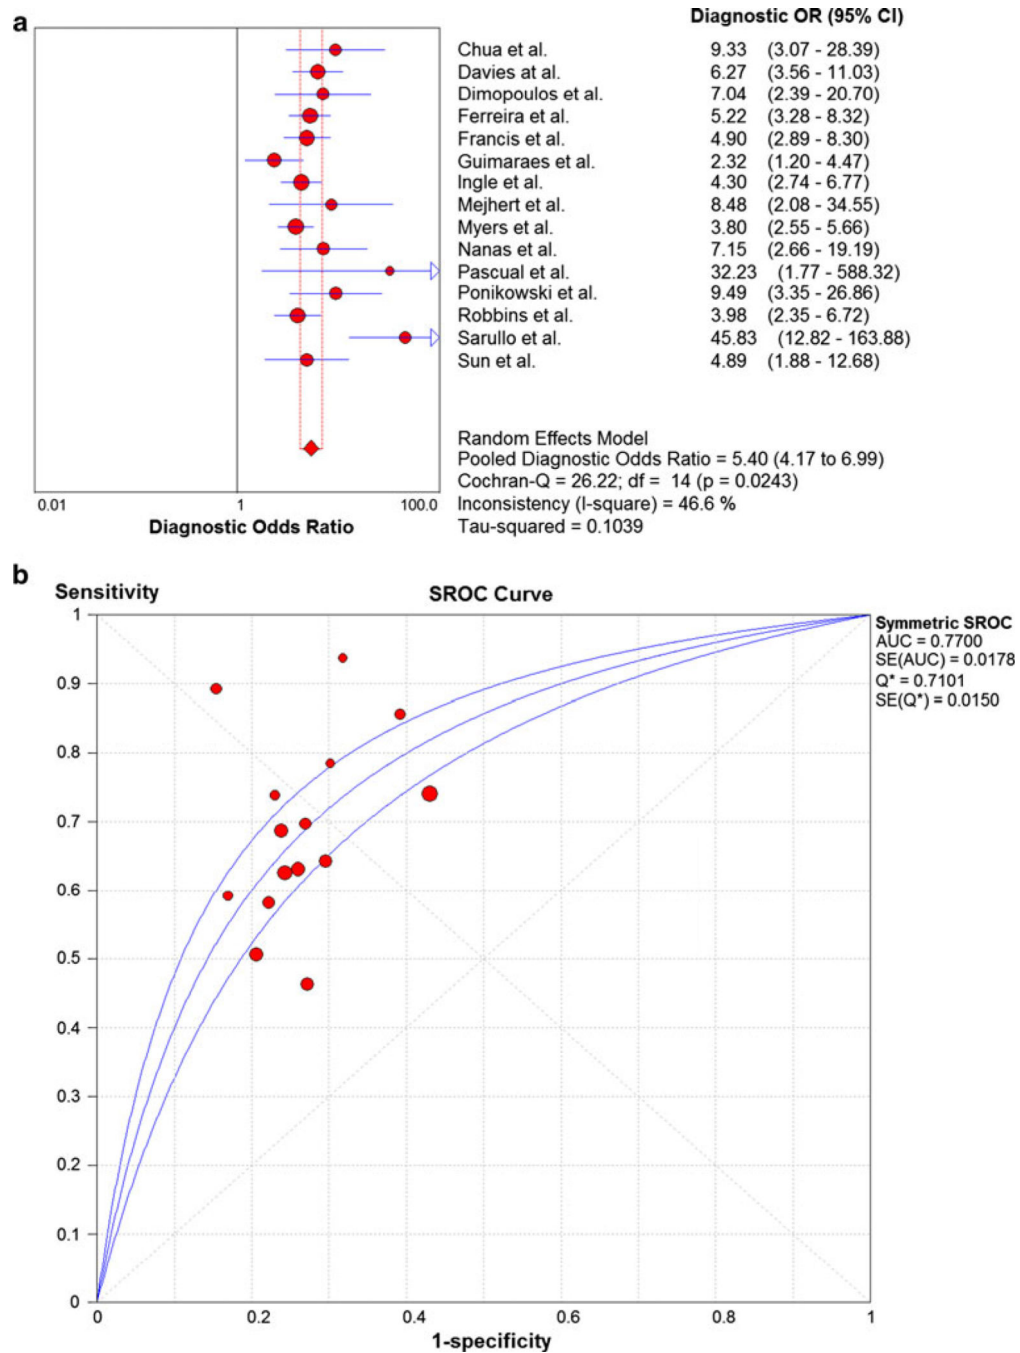 a
Diagnostic OR (95% CI)
Chua et al. 9.33 (3.07 - 28.39)
Davies at al. 6.27 (3.56 - 11.03)
Dimopoulos et al. 7.04 (2.39 - 20.70)
Ferreira et al. 5.22 (3.28 - 8.32)
Francis et al. 4.90 (2.89 - 8.30)
Guimaraes et al. 2.32 (1.20 - 4.47)
Ingle et al. 4.30 (2.74 - 6.77)
Mejhert et al. 8.48 (2.08 - 34.55)
Myers et al. 3.80 (2.55 - 5.66)
Nanas et al. 7.15 (2.66 - 19.19)
Pascual et al. 32.23 (1.77 - 588.32)
Ponikowski et al. 9.49 (3.35 - 26.86)
Robbins et al. 3.98 (2.35 - 6.72)
Sarullo et al. 45.83 (12.82 - 163.88)
Sun et al. 4.89 (1.88 - 12.68)
Random Effects Model
Pooled Diagnostic Odds Ratio = 5.40 (4.17 to 6.99)
Cochran-Q = 26.22; df = 14 (p = 0.0243)
Inconsistency (I-square) = 46.6 %
Tau-squared = 0.1039
0.01 1 100.0
Diagnostic Odds Ratio
b
Sensitivity
SROC Curve
Symmetric SROC
AUC = 0.7700
SE(AUC) = 0.0178
Q* = 0.7101
SE(Q*) = 0.0150
1
0.9
0.8
0.7
0.6
0.5
0.4
0.3
0.2
0.1
0
0 0.2 0.4 0.6 0.8 1
1-specificity